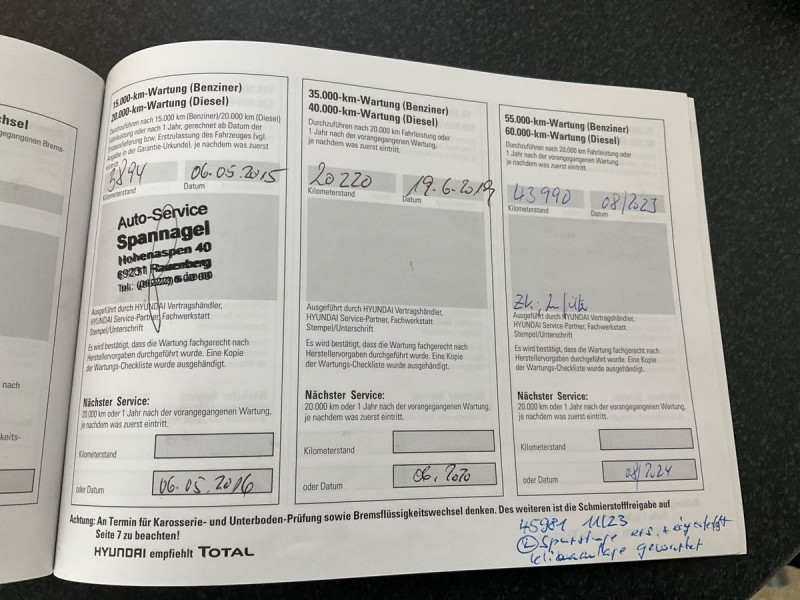 chsel
gegangenen Brems-
nach
keits-
15.000-km-Wartung (Benziner)
20.000-km-Wartung (Diesel)
Durchzuführen nach 15.000 km (Benziner)/20.000 km (Diesel)
Fahrleistung oder nach 1 Jahr, gerechnet ab Datum der
Erstauslieferung bzw. Erstzulassung des Fahrzeuges (vgl.
Angabe in der Garantie-Urkunde), je nachdem was zuerst
eintritt.
3894 06.05.2015
Kilometerstand Datum
Auto-Service
Spannagel
Hohenaspen 40
69231 Rauenberg
Tel.:
Ausgeführt durch HYUNDAI Vertragshändler,
HYUNDAI Service-Partner, Fachwerkstatt
Stempel/Unterschrift
Es wird bestätigt, dass die Wartung fachgerecht nach
Herstellervorgaben durchgeführt wurde. Eine Kopie
der Wartungs-Checkliste wurde ausgehändigt.
Nächster Service:
20.000 km oder 1 Jahr nach der vorangegangenen Wartung,
je nachdem was zuerst eintritt.
Kilometerstand
oder Datum 06.05.2016
35.000-km-Wartung (Benziner)
40.000-km-Wartung (Diesel)
Durchzuführen nach 20.000 km Fahrleistung oder
1 Jahr nach der vorangegangenen Wartung,
je nachdem was zuerst eintritt.
20220 19.6.2019
Kilometerstand Datum
Ausgeführt durch HYUNDAI Vertragshändler,
HYUNDAI Service-Partner, Fachwerkstatt
Stempel/Unterschrift
Es wird bestätigt, dass die Wartung fachgerecht nach
Herstellervorgaben durchgeführt wurde. Eine Kopie
der Wartungs-Checkliste wurde ausgehändigt.
Nächster Service:
20.000 km oder 1 Jahr nach der vorangegangenen Wartung,
je nachdem was zuerst eintritt.
Kilometerstand
oder Datum 06.2020
55.000-km-Wartung (Benziner)
60.000-km-Wartung (Diesel)
Durchzuführen nach 20.000 km Fahrleistung oder
1 Jahr nach der vorangegangenen Wartung,
je nachdem was zuerst eintritt.
43990 08/2023
Kilometerstand Datum
Ausgeführt durch HYUNDAI Vertragshändler,
HYUNDAI Service-Partner, Fachwerkstatt
Stempel/Unterschrift
Es wird bestätigt, dass die Wartung fachgerecht nach
Herstellervorgaben durchgeführt wurde. Eine Kopie
der Wartungs-Checkliste wurde ausgehändigt.
Nächster Service:
20.000 km oder 1 Jahr nach der vorangegangenen Wartung,
je nachdem was zuerst eintritt.
Kilometerstand
oder Datum 08/2024
Achtung: An Termin für Karosserie- und Unterboden-Prüfung sowie Bremsflüssigkeitswechsel denken. Des weiteren ist die Schmierstofffreigabe auf
Seite 7 zu beachten!
HYUNDAI empfiehlt TOTAL
45981 11/23
Spurstange ers.
Klimaanlage gewartet